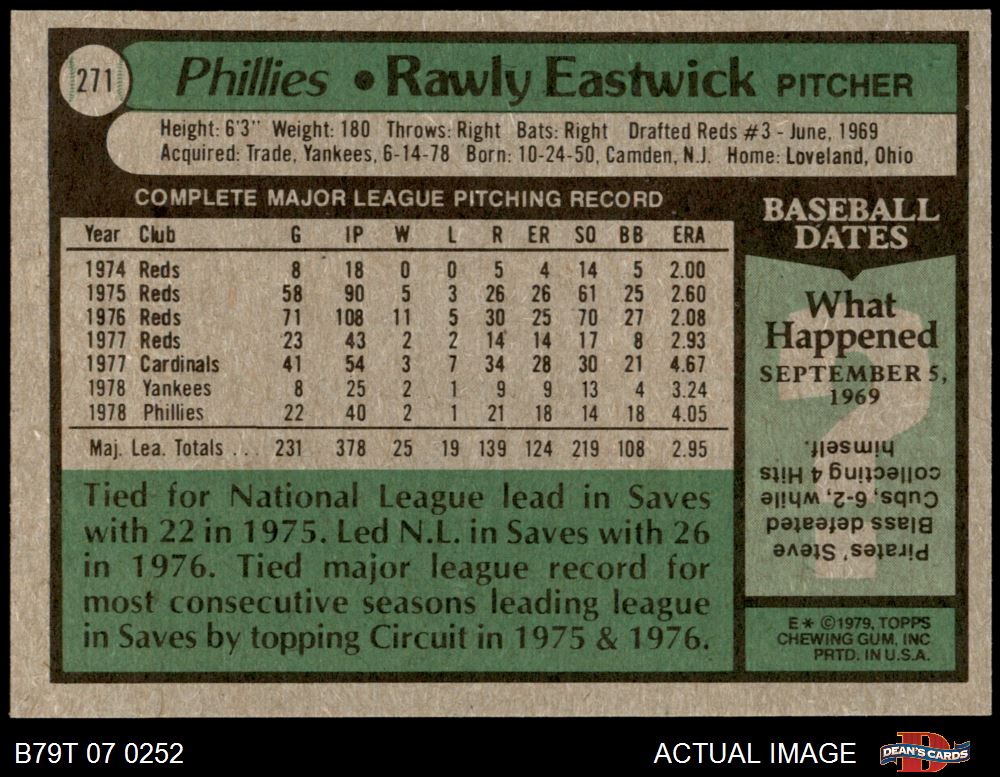 271
Phillies • Rawly Eastwick PITCHER
Height: 6'3" Weight: 180 Throws: Right Bats: Right Drafted Reds #3 - June, 1969
Acquired: Trade, Yankees, 6-14-78 Born: 10-24-50, Camden, N.J. Home: Loveland, Ohio
COMPLETE MAJOR LEAGUE PITCHING RECORD
Year Club G IP W L R ER SO BB ERA
1974 Reds 8 18 0 0 5 4 14 5 2.00
1975 Reds 58 90 5 3 26 26 61 25 2.60
1976 Reds 71 108 11 5 30 25 70 27 2.08
1977 Reds 23 43 2 2 14 14 17 8 2.93
1977 Cardinals 41 54 3 7 34 28 30 21 4.67
1978 Yankees 8 25 2 1 9 9 13 4 3.24
1978 Phillies 22 40 2 1 21 18 14 18 4.05
Maj. Lea. Totals ... 231 378 25 19 139 124 219 108 2.95
Tied for National League lead in Saves
with 22 in 1975. Led N.L. in Saves with 26
in 1976. Tied major league record for
most consecutive seasons leading league
in Saves by topping Circuit in 1975 & 1976.
BASEBALL
DATES
What
Happened
SEPTEMBER 5,
1969
?
Pirates' Steve
Blass defeated
Cubs, 6-2, while
collecting 4 Hits
himself.
E * ©1979, TOPPS
CHEWING GUM, INC
PRTD. IN U.S.A.
B79T 07 0252
ACTUAL IMAGE
D
DEAN'S CARDS